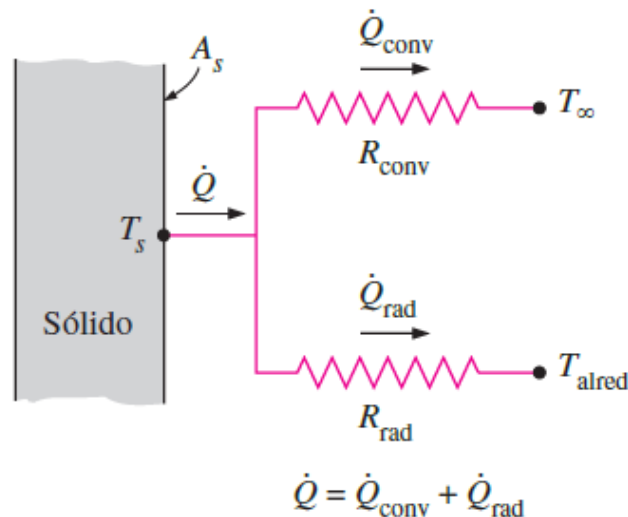 Q̇_conv
A_s
T_∞
R_conv
Q̇
T_s
Q̇_rad
Sólido
T_alred
R_rad
Q̇ = Q̇_conv + Q̇_rad